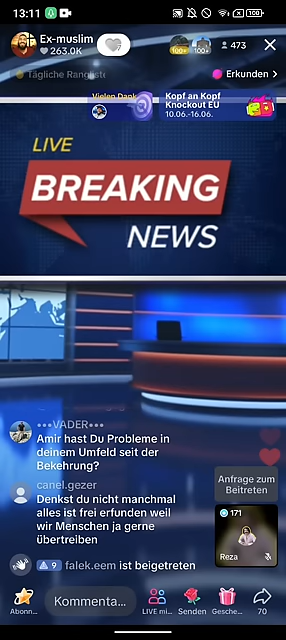 13:11
100
Ex-muslim
263.0K
100+
100+
473
Tägliche Rangliste
Erkunden >
Vielen Dank
Kopf an Kopf
Knockout EU
10.06.-16.06.
LIVE
BREAKING
NEWS
•••VADER•••
Amir hast Du Probleme in
deinem Umfeld seit der
Bekehrung?
canel.gezer
Denkst du nicht manchmal
alles ist frei erfunden weil
wir Menschen ja gerne
übertreiben
Anfrage zum
Beitreten
171
Reza
9 falek.eem ist beigetreten
Abonn...
Kommenta...
LIVE mi...
Senden
Gesche...
70